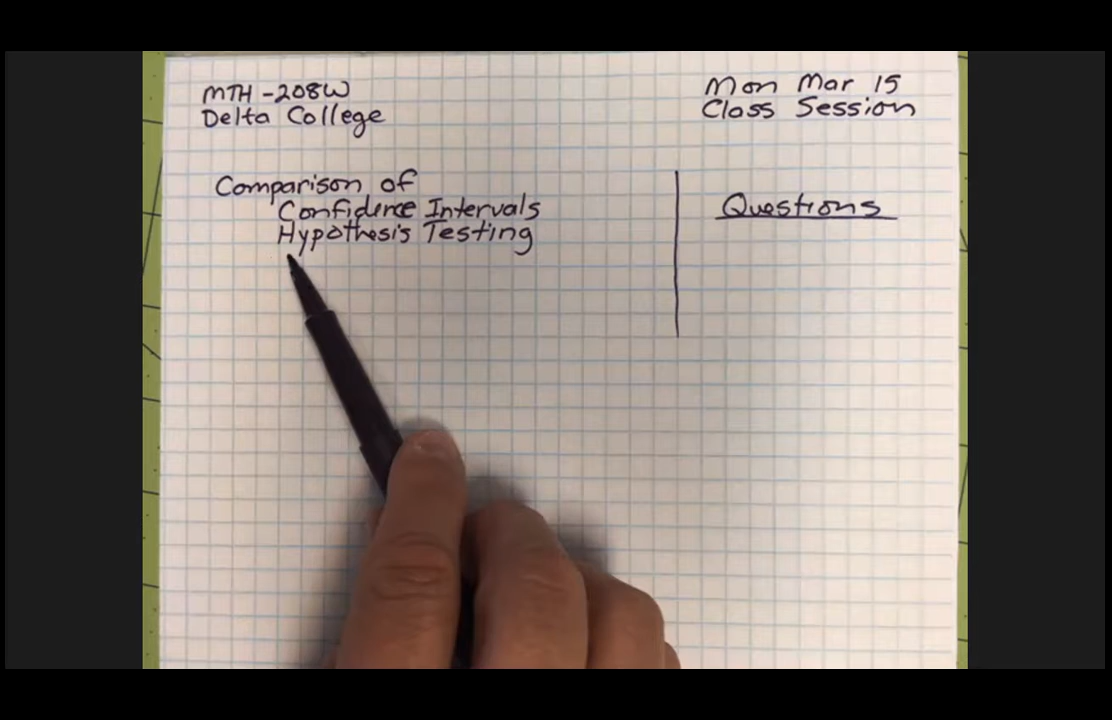 MTH-208W
Delta College
Mon Mar 15
Class Session
Comparison of
Confidence Intervals
Hypothesis Testing
Questions